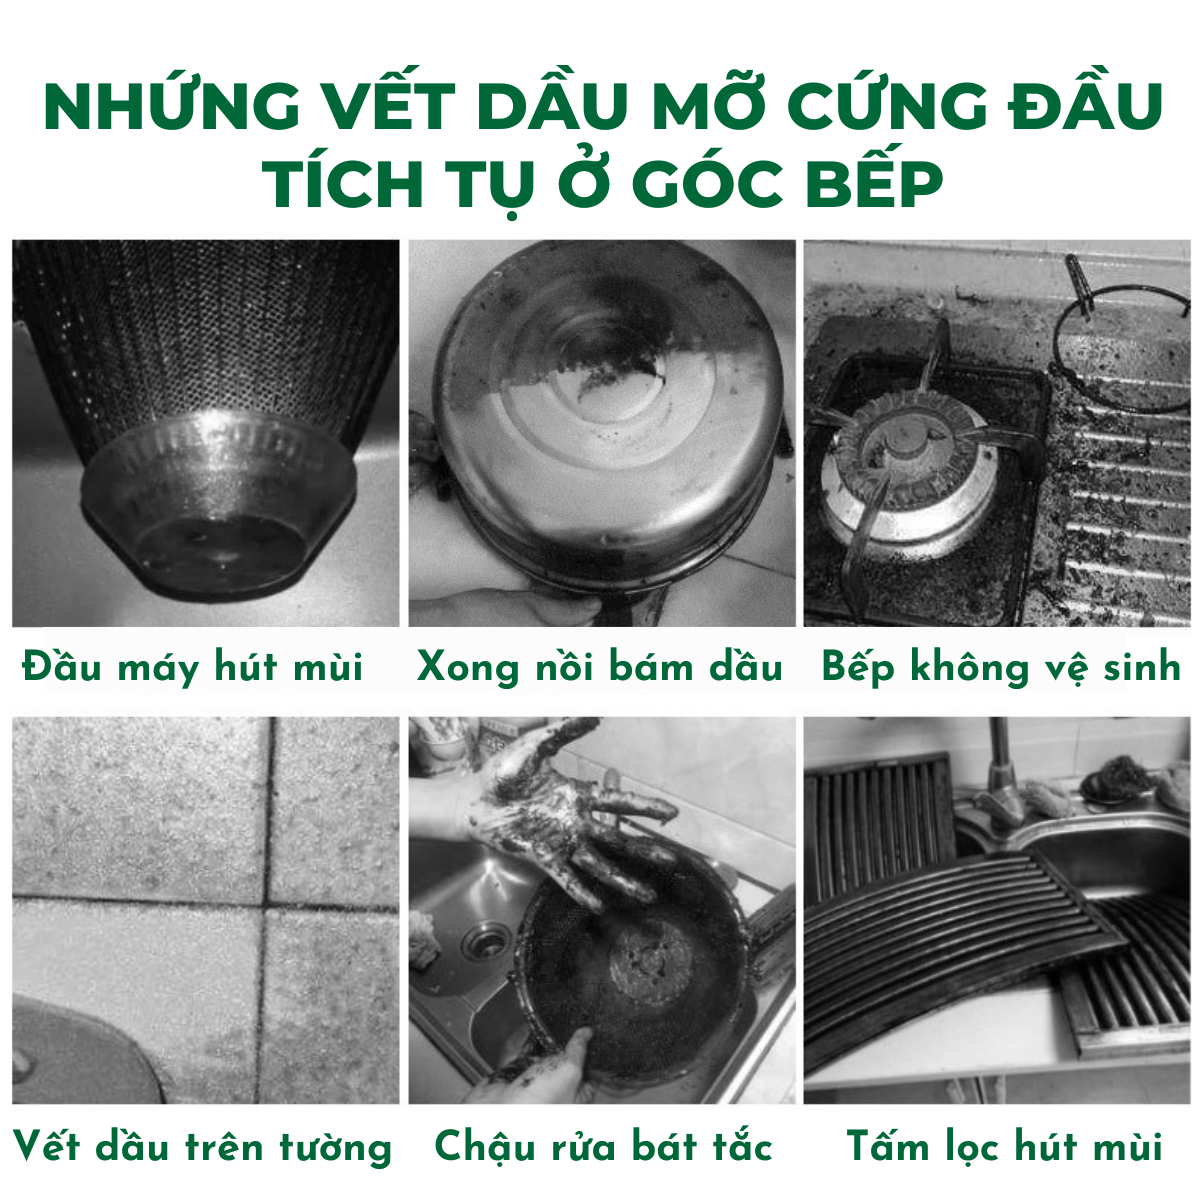 NHỨNG VẾT DẦU MỠ CỨNG ĐẦU
TÍCH TỤ Ở GÓC BẾP
Đầu máy hút mùi
Xong nồi bám dầu
Bếp không vệ sinh
Vết dầu trên tường
Chậu rửa bát tắc
Tấm lọc hút mùi